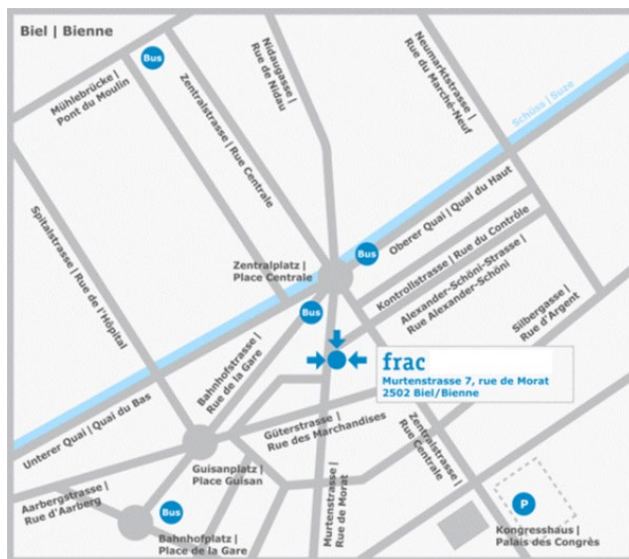 Biel | Bienne
Bus
Mühlebrücke |
Pont du Moulin
Zentralstrasse | Rue Centrale
Nidaugasse |
Rue de Nidau
Neumarktstrasse |
Rue du Marché-Neuf
Schüss | Suze
Spitalstrasse | Rue de l'Hôpital
Oberer Quai | Quai du Haut
Bus
Zentralplatz |
Place Centrale
Kontrollstrasse | Rue du Contrôle
Alexander-Schöni-Strasse |
Rue Alexander-Schöni
Silbergasse |
Rue d'Argent
Bus
Bahnhofstrasse |
Rue de la Gare
frac
Murtenstrasse 7, rue de Morat
2502 Biel/Bienne
Unterer Quai | Quai du Bas
Güterstrasse |
Rue des Marchandises
Zentralstrasse |
Rue Centrale
Guisanplatz |
Place Guisan
Murtenstrasse |
Rue de Morat
Aarbergstrasse |
Rue d'Aarberg
Bus
P
Bahnhofplatz |
Place de la Gare
Kongresshaus |
Palais des Congrès